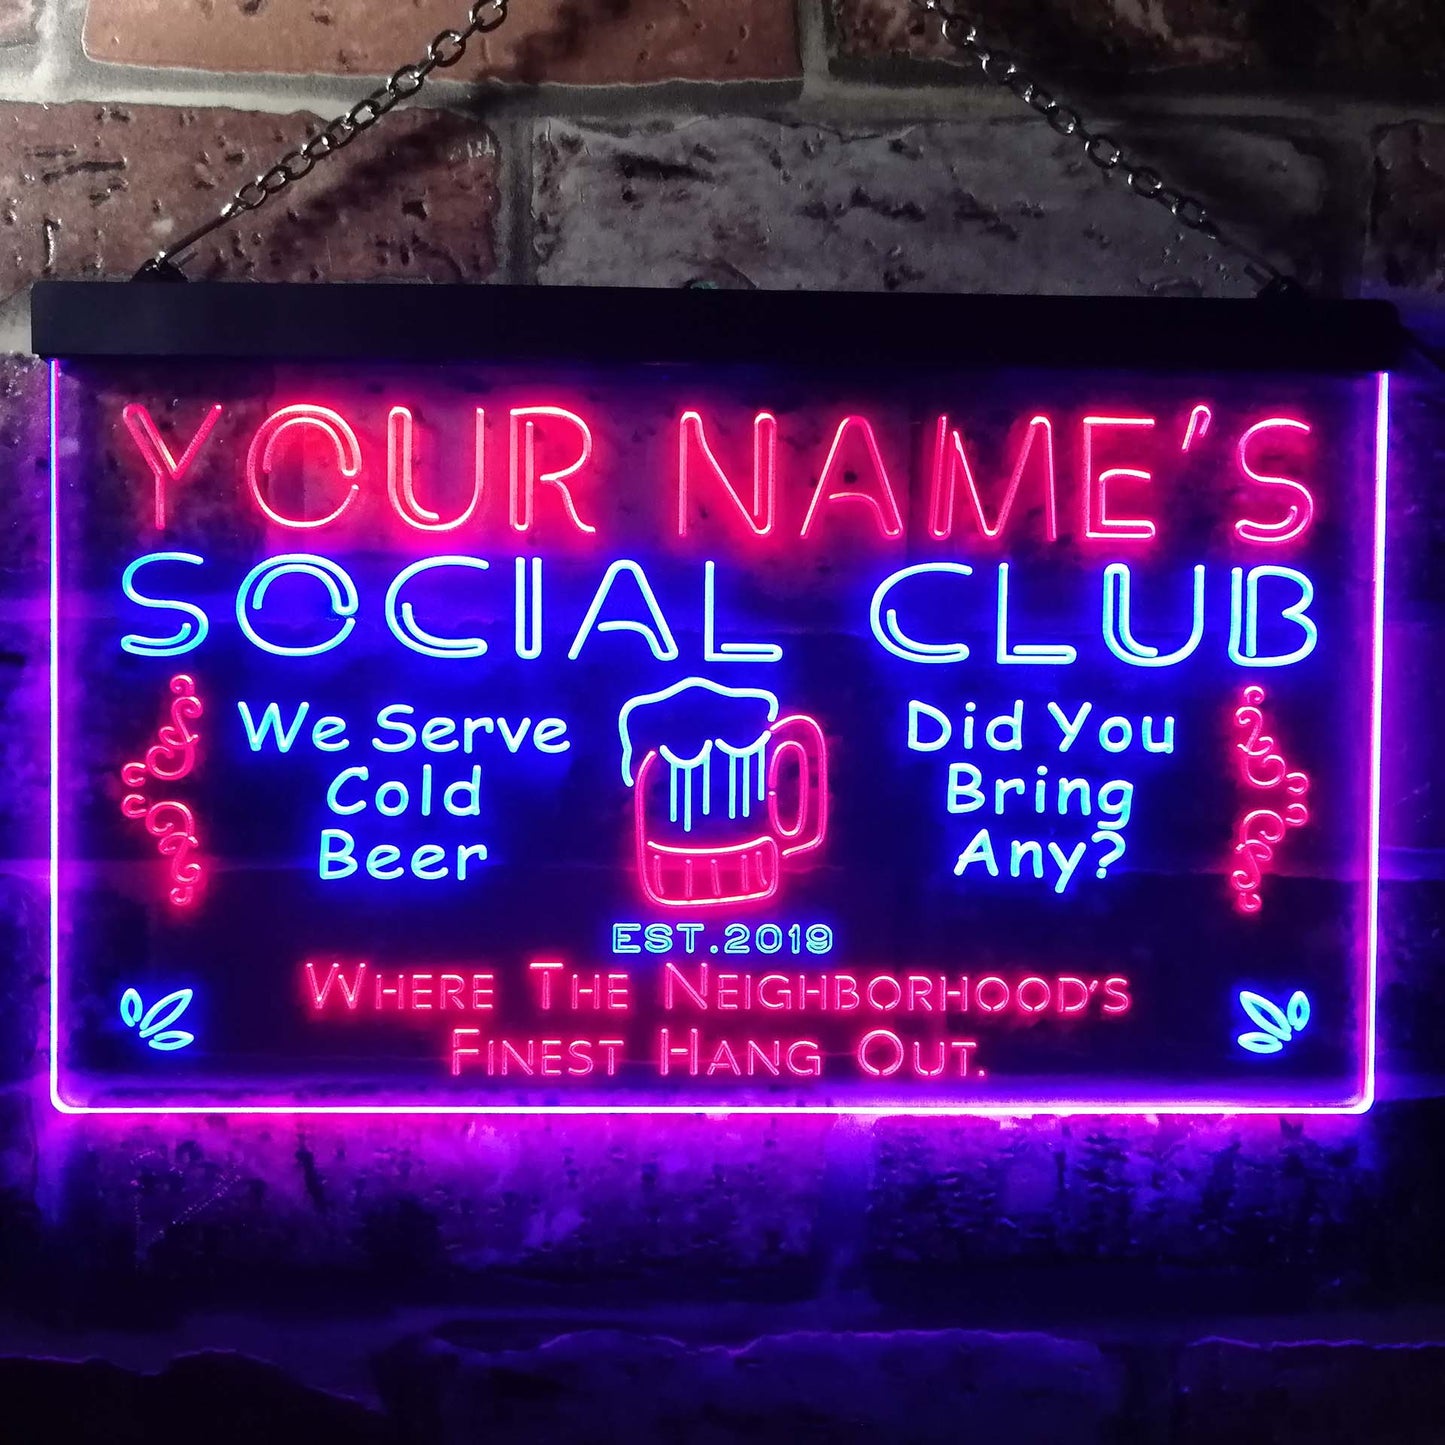 YOUR NAME'S
SOCIAL CLUB
We Serve
Cold
Beer
Did You
Bring
Any?
EST.2019
WHERE THE NEIGHBORHOOD'S
FINEST HANG OUT.